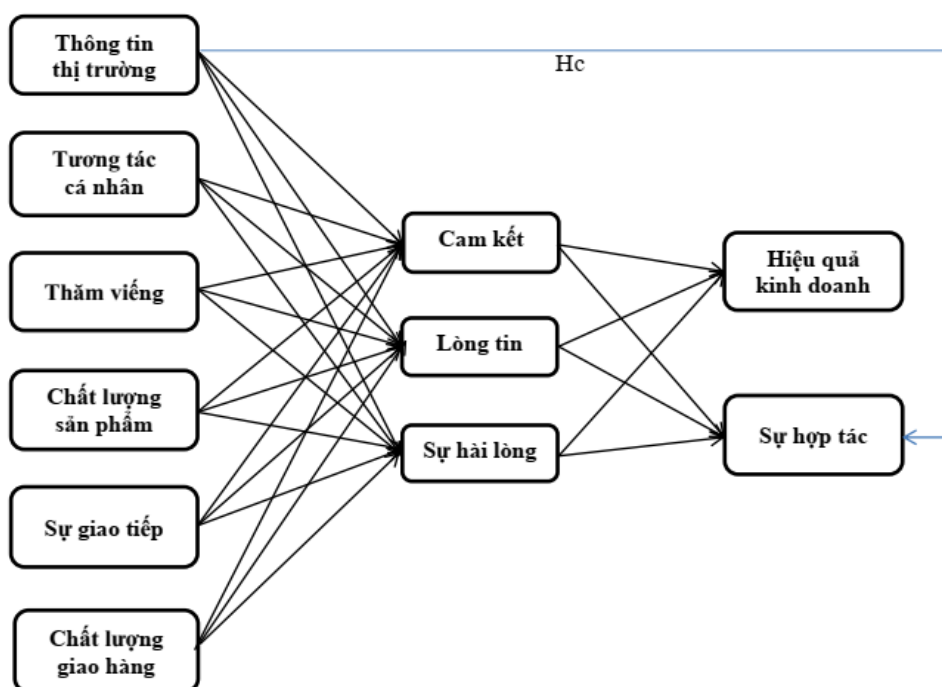 Thông tin
thị trường
Hc
Tương tác
cá nhân
Cam kết
Hiệu quả
kinh doanh
Thăm viếng
Lòng tin
Chất lượng
sản phẩm
Sự hài lòng
Sự hợp tác
Sự giao tiếp
Chất lượng
giao hàng